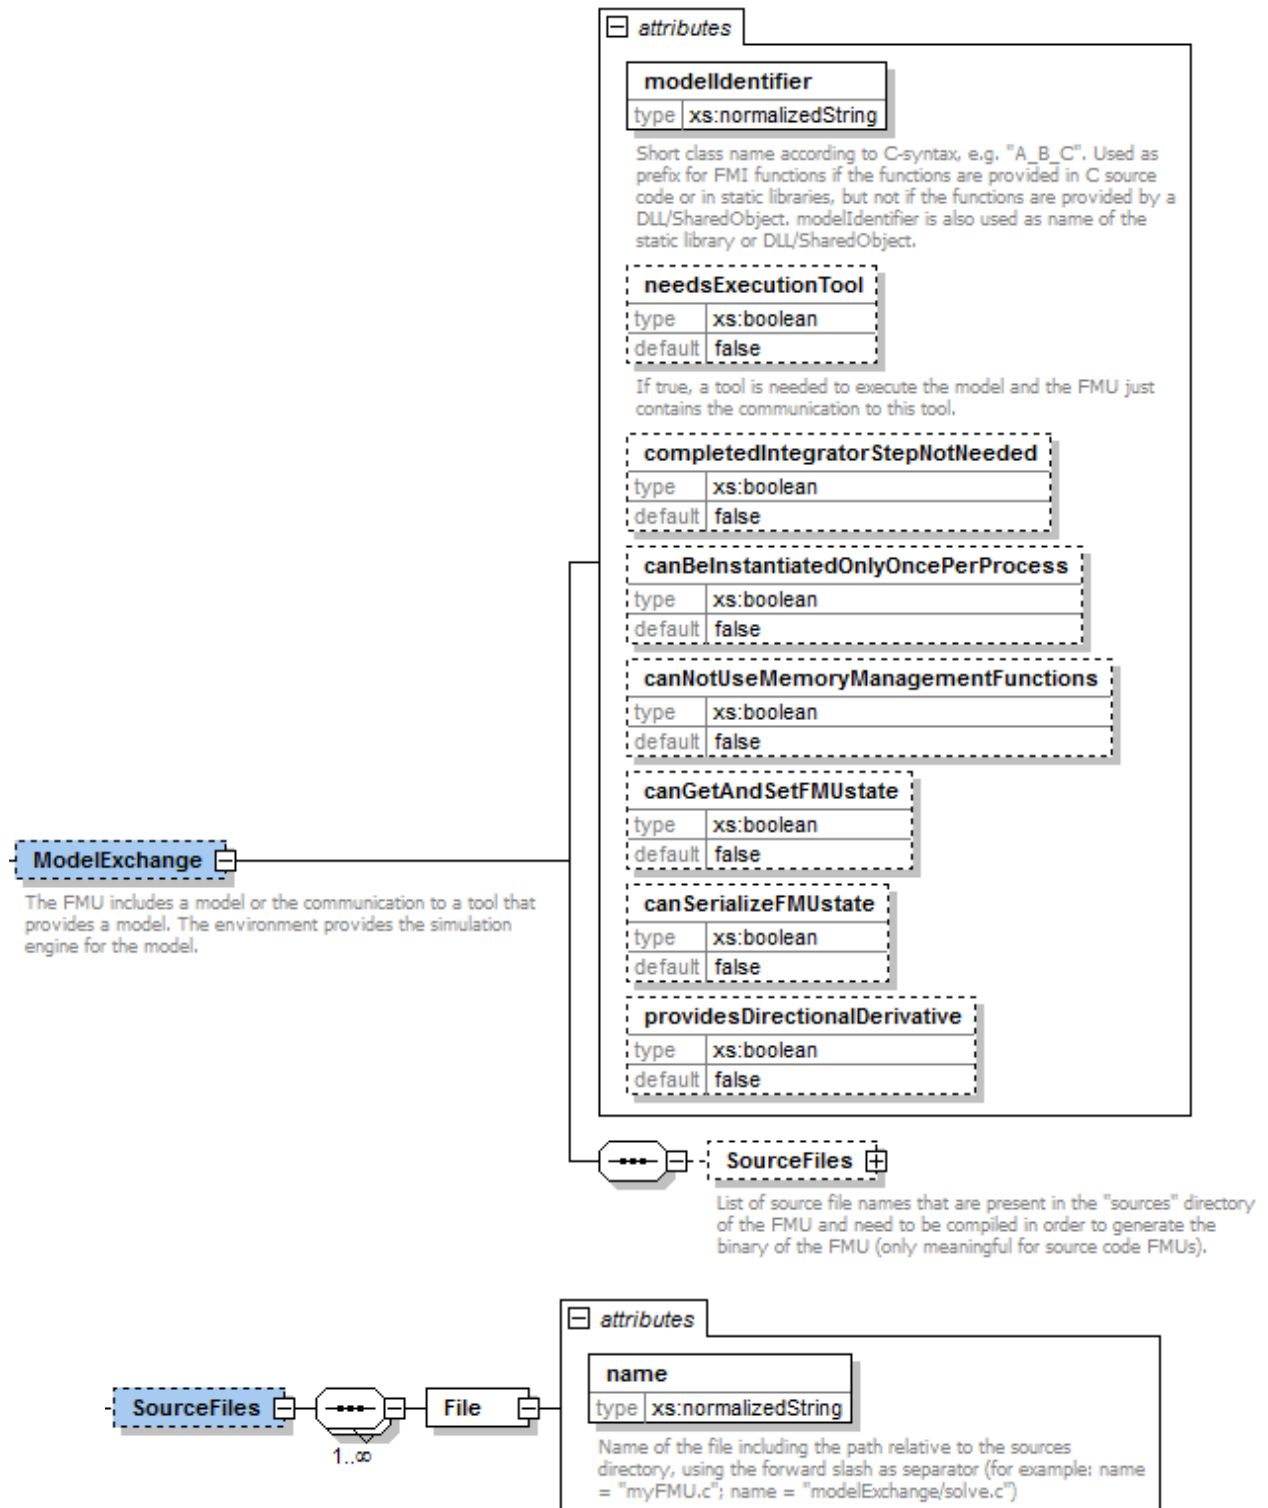 attributes
modelIdentifier
type xs:normalizedString
Short class name according to C-syntax, e.g. "A_B_C". Used as
prefix for FMI functions if the functions are provided in C source
code or in static libraries, but not if the functions are provided by a
DLL/SharedObject. modelIdentifier is also used as name of the
static library or DLL/SharedObject.
needsExecutionTool
type xs:boolean
default false
If true, a tool is needed to execute the model and the FMU just
contains the communication to this tool.
completedIntegratorStepNotNeeded
type xs:boolean
default false
canBeInstantiatedOnlyOncePerProcess
type xs:boolean
default false
canNotUseMemoryManagementFunctions
type xs:boolean
default false
canGetAndSetFMUstate
type xs:boolean
default false
ModelExchange
The FMU includes a model or the communication to a tool that
provides a model. The environment provides the simulation
engine for the model.
canSerializeFMUstate
type xs:boolean
default false
providesDirectionalDerivative
type xs:boolean
default false
SourceFiles
List of source file names that are present in the "sources" directory
of the FMU and need to be compiled in order to generate the
binary of the FMU (only meaningful for source code FMUs).
attributes
name
type xs:normalizedString
SourceFiles
1..∞
File
Name of the file including the path relative to the sources
directory, using the forward slash as separator (for example: name
= "myFMU.c"; name = "modelExchange/solve.c")